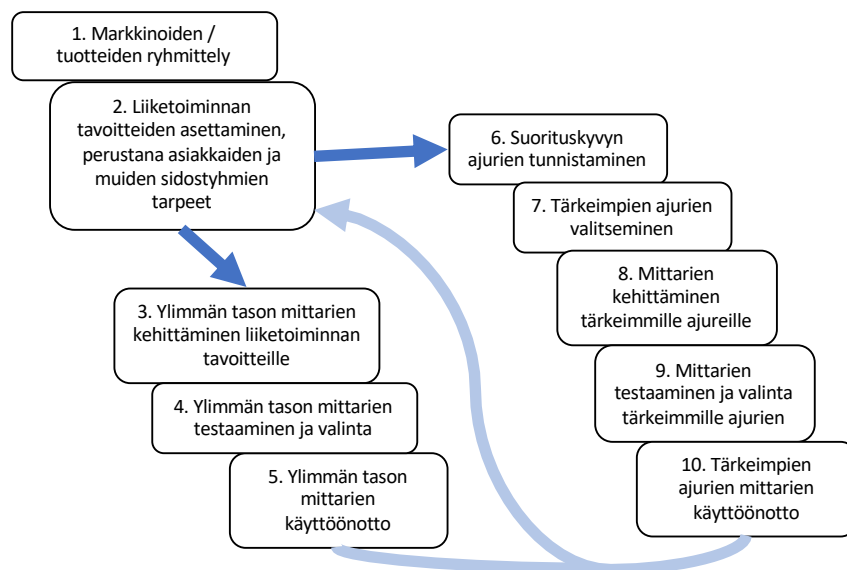 1. Markkinoiden /
tuotteiden ryhmittely
2. Liiketoiminnan
tavoitteiden asettaminen,
perustana asiakkaiden ja
muiden sidostyhmien
tarpeet
3. Ylimmän tason mittarien
kehittäminen liiketoiminnan
tavoitteille
4. Ylimmän tason mittarien
testaaminen ja valinta
5. Ylimmän tason
mittarien
käyttöönotto
6. Suorituskyvyn
ajurien tunnistaminen
7. Tärkeimpien ajurien
valitseminen
8. Mittarien
kehittäminen
tärkeimmille ajureille
9. Mittarien
testaaminen ja valinta
tärkeimmille ajurien
10. Tärkeimpien
ajurien mittarien
käyttöönotto